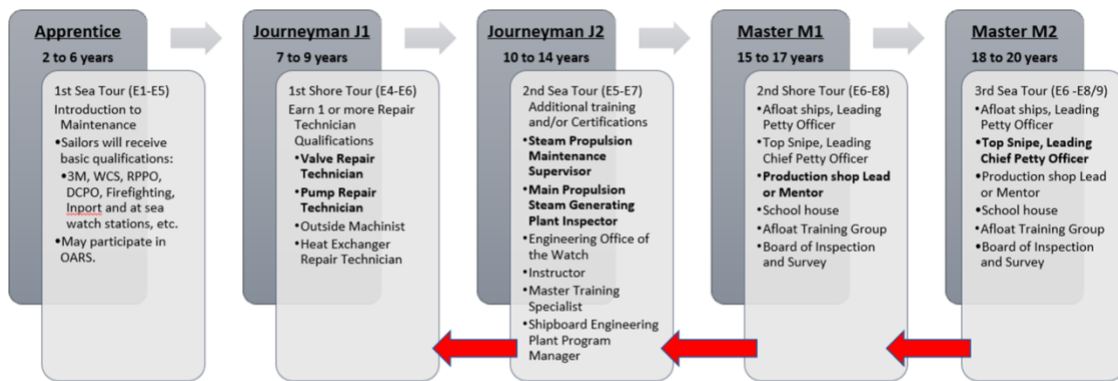 Apprentice
2 to 6 years
1st Sea Tour (E1-E5)
Introduction to
Maintenance
•Sailors will receive
basic qualifications:
•3M, WCS, RPPO,
DCPO, Firefighting,
Inport and at sea
watch stations, etc.
•May participate in
OARS.
Journeyman J1
7 to 9 years
1st Shore Tour (E4-E6)
Earn 1 or more Repair
Technician
Qualifications
•Valve Repair
Technician
•Pump Repair
Technician
•Outside Machinist
•Heat Exchanger
Repair Technician
Journeyman J2
10 to 14 years
2nd Sea Tour (E5-E7)
Additional training
and/or Certifications
•Steam Propulsion
Maintenance
Supervisor
•Main Propulsion
Steam Generating
Plant Inspector
•Engineering Office of
the Watch
•Instructor
•Master Training
Specialist
•Shipboard Engineering
Plant Program
Manager
Master M1
15 to 17 years
2nd Shore Tour (E6-E8)
•Afloat ships, Leading
Petty Officer
•Top Snipe, Leading
Chief Petty Officer
•Production shop Lead
or Mentor
•School house
•Afloat Training Group
•Board of Inspection
and Survey
Master M2
18 to 20 years
3rd Sea Tour (E6 -E8/9)
•Afloat ships, Leading
Petty Officer
•Top Snipe, Leading
Chief Petty Officer
•Production shop Lead
or Mentor
•School house
•Afloat Training Group
•Board of Inspection
and Survey